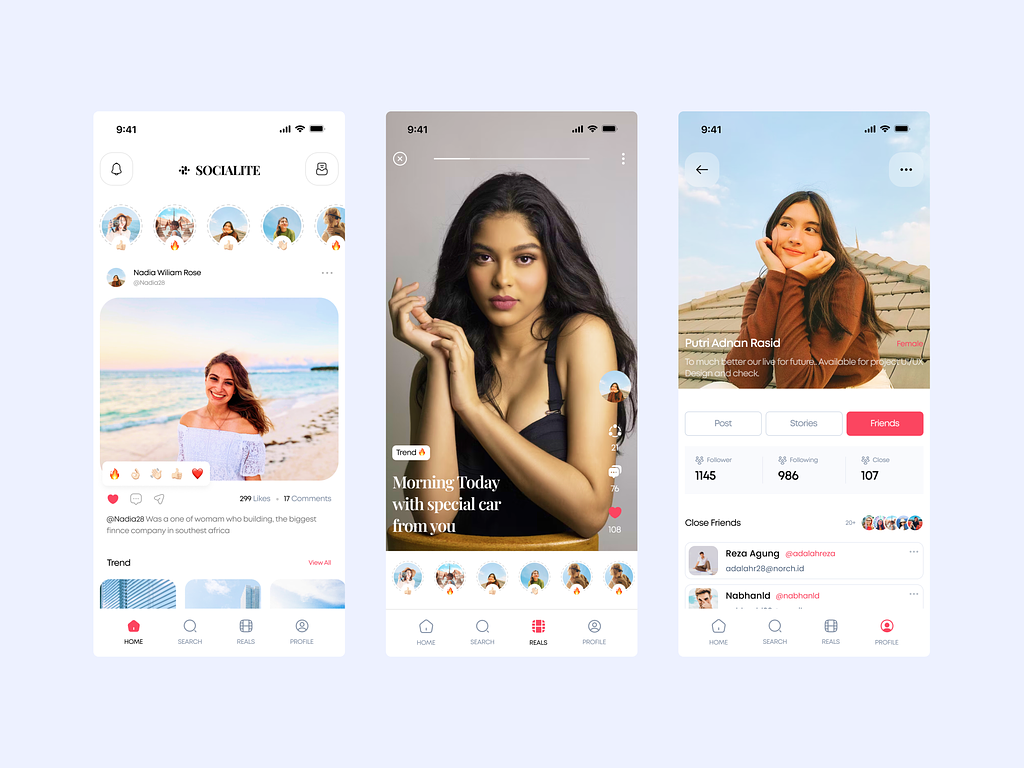 9:41
SOCIALITE
Nadia Wiliam Rose
@Nadia28
299 Likes • 17 Comments
@Nadia28 Was a one of womam who building, the biggest
finnce company in southest africa
Trend
View All
HOME
SEARCH
REALS
PROFILE
9:41
21
76
108
Trend
Morning Today
with special car
from you
HOME
SEARCH
REALS
PROFILE
9:41
Putri Adnan Rasid
Female
To much better our live for future.. Available for project UI/UX
Design and check.
Post
Stories
Friends
Follower
1145
Following
986
Close
107
Close Friends
20+
Reza Agung @adalahreza
adalahr28@norch.id
Nabhanld @nabhanld
HOME
SEARCH
REALS
PROFILE